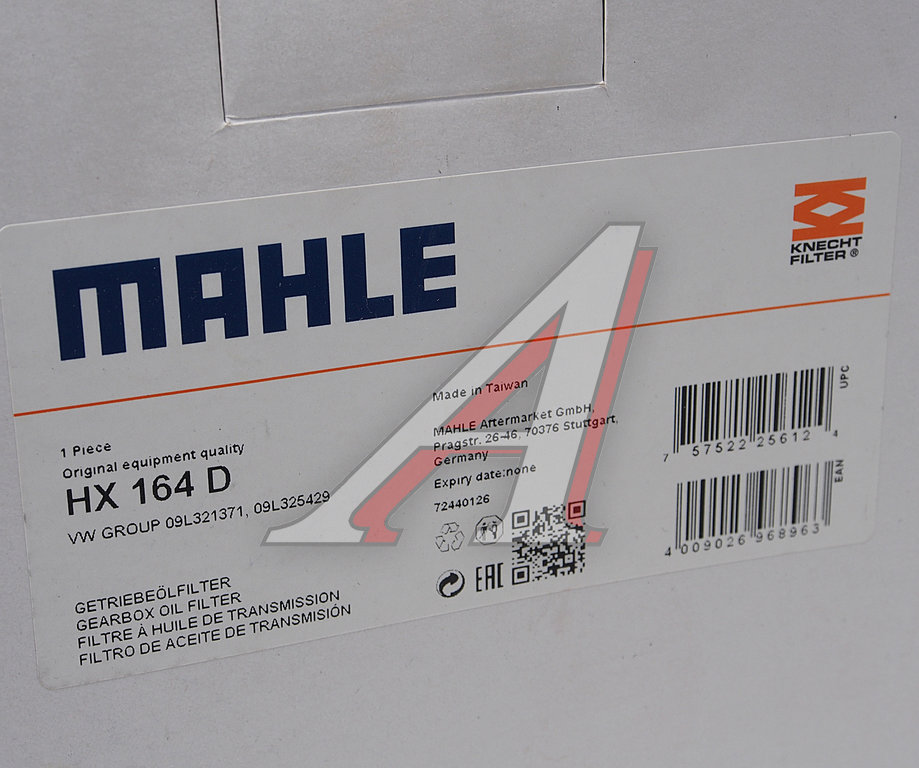 MAHLE
KNECHT
FILTER®
1 Piece
Original equipment quality
HX 164 D
VW GROUP 09L321371, 09L325429
GETRIEBEÖLFILTER
GEARBOX OIL FILTER
FILTRE À HUILE DE TRANSMISSION
FILTRO DE ACEITE DE TRANSMISIÓN
Made in Taiwan
MAHLE Aftermarket GmbH,
Pragstr. 26-46, 70376 Stuttgart,
Germany
Expiry date:none
72440126
EAC
UPC
7 57522 25612 4
EAN
4 009026 968963